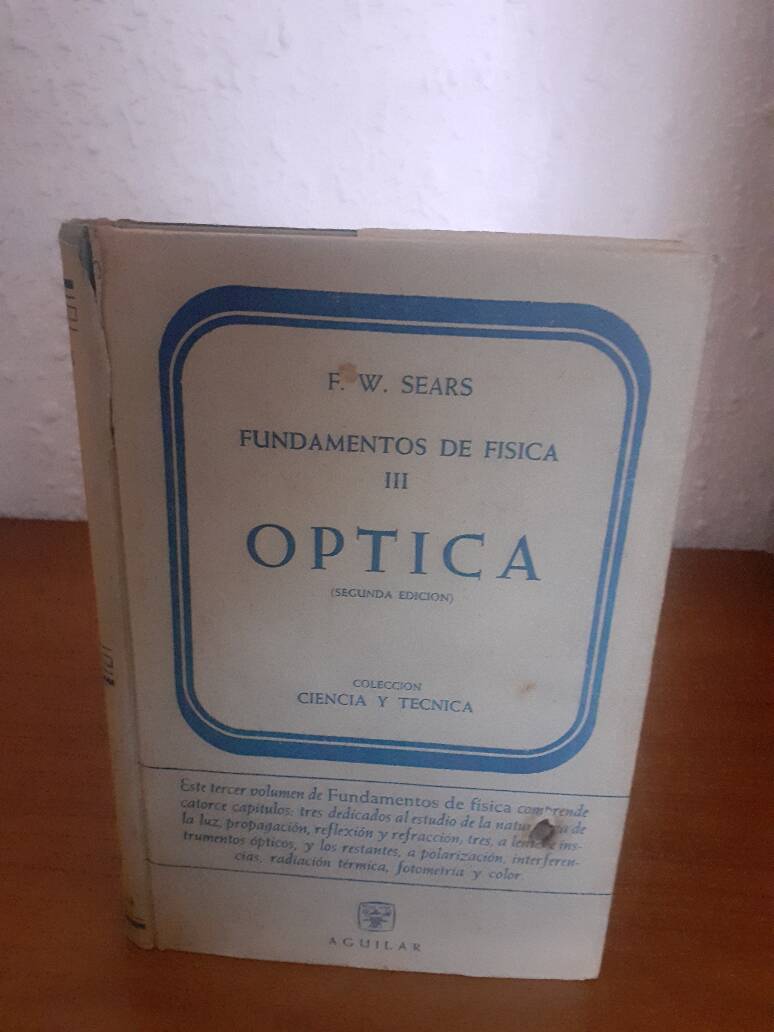 F. W. SEARS
FUNDAMENTOS DE FISICA
III
OPTICA
(SEGUNDA EDICION)
COLECCION
CIENCIA Y TECNICA
Este tercer volumen de Fundamentos de física comprende
catorce capítulos: tres dedicados al estudio de la de
la luz, propagación, reflexión y refracción, tres, a ins-
trumentos ópticos, y los restantes, a polarización, interferen-
cias, radiación térmica, fotometría y color.
AGUILAR